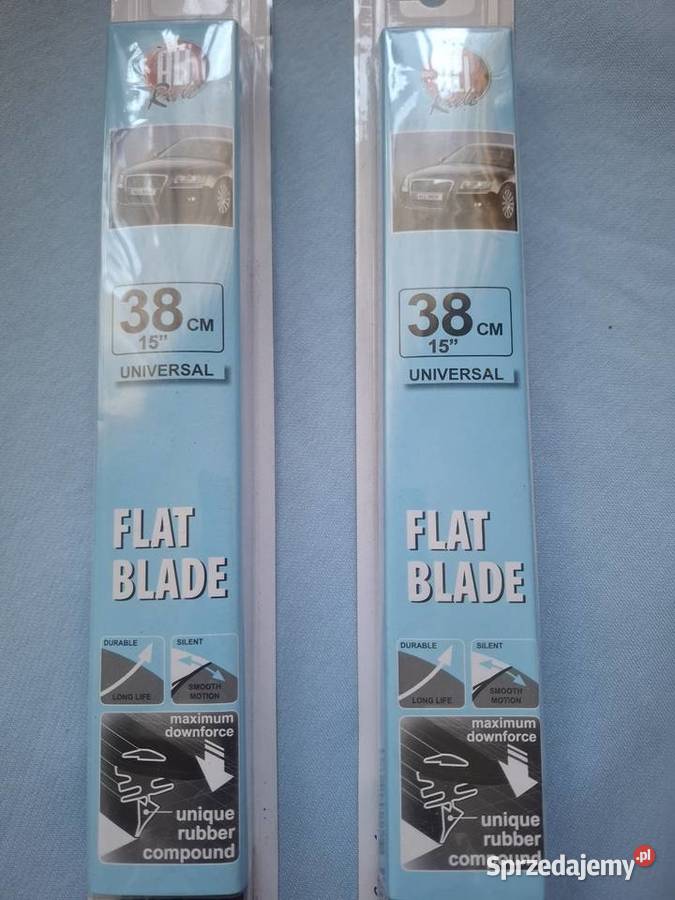 38 CM
15”
UNIVERSAL
FLAT
BLADE
DURABLE
LONG LIFE
SILENT
SMOOTH
MOTION
maximum
downforce
unique
rubber
compound
38 CM
15”
UNIVERSAL
FLAT
BLADE
DURABLE
LONG LIFE
SILENT
SMOOTH
MOTION
maximum
downforce
unique
rubber
compound
Sprzedajemy.pl